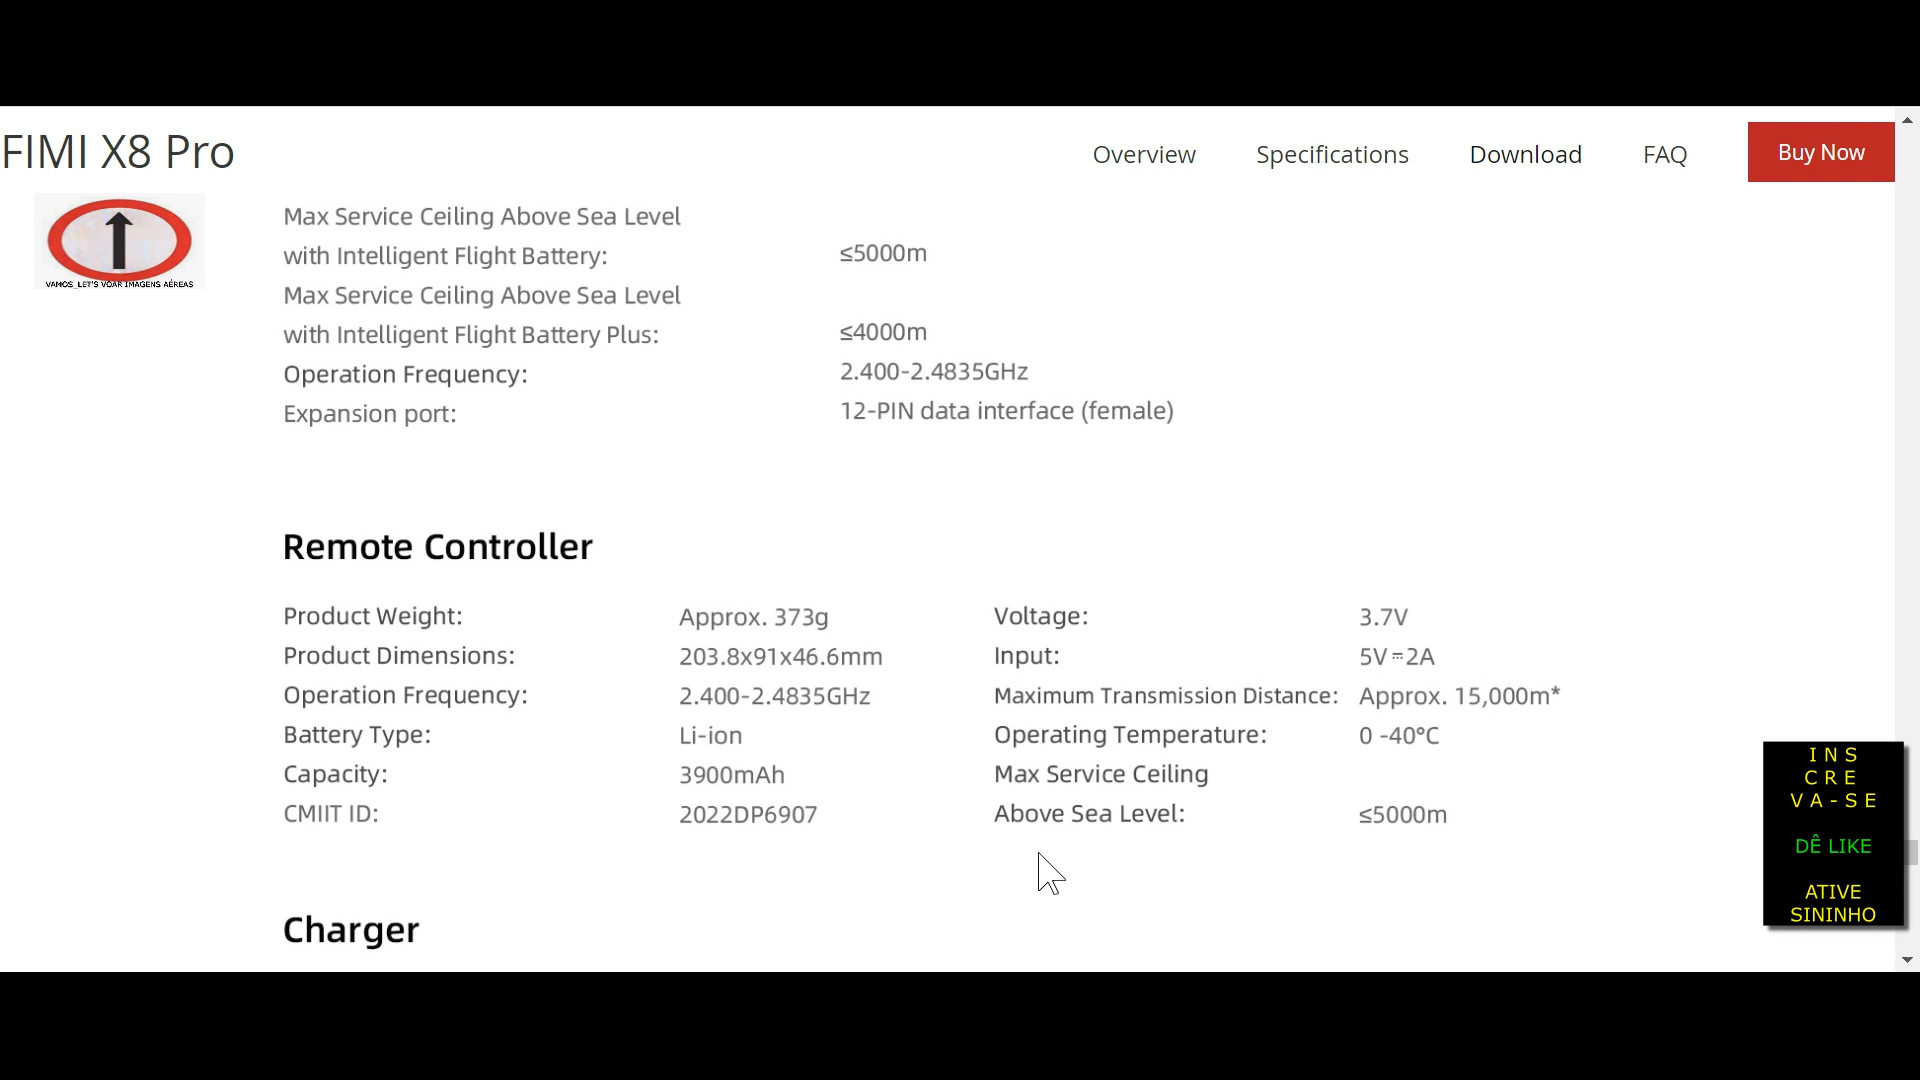 FIMI X8 Pro
Overview
Specifications
Download
FAQ
Buy Now
VAMOS_LET'S VOAR IMAGENS AÉREAS
Max Service Ceiling Above Sea Level
with Intelligent Flight Battery: ≤5000m
Max Service Ceiling Above Sea Level
with Intelligent Flight Battery Plus: ≤4000m
Operation Frequency: 2.400-2.4835GHz
Expansion port: 12-PIN data interface (female)
Remote Controller
Product Weight: Approx. 373g
Product Dimensions: 203.8x91x46.6mm
Operation Frequency: 2.400-2.4835GHz
Battery Type: Li-ion
Capacity: 3900mAh
CMIIT ID: 2022DP6907
Voltage: 3.7V
Input: 5V⎓2A
Maximum Transmission Distance: Approx. 15,000m*
Operating Temperature: 0 -40°C
Max Service Ceiling
Above Sea Level: ≤5000m
Charger
I N S
C R E
V A - S E
DÊ LIKE
ATIVE
SININHO